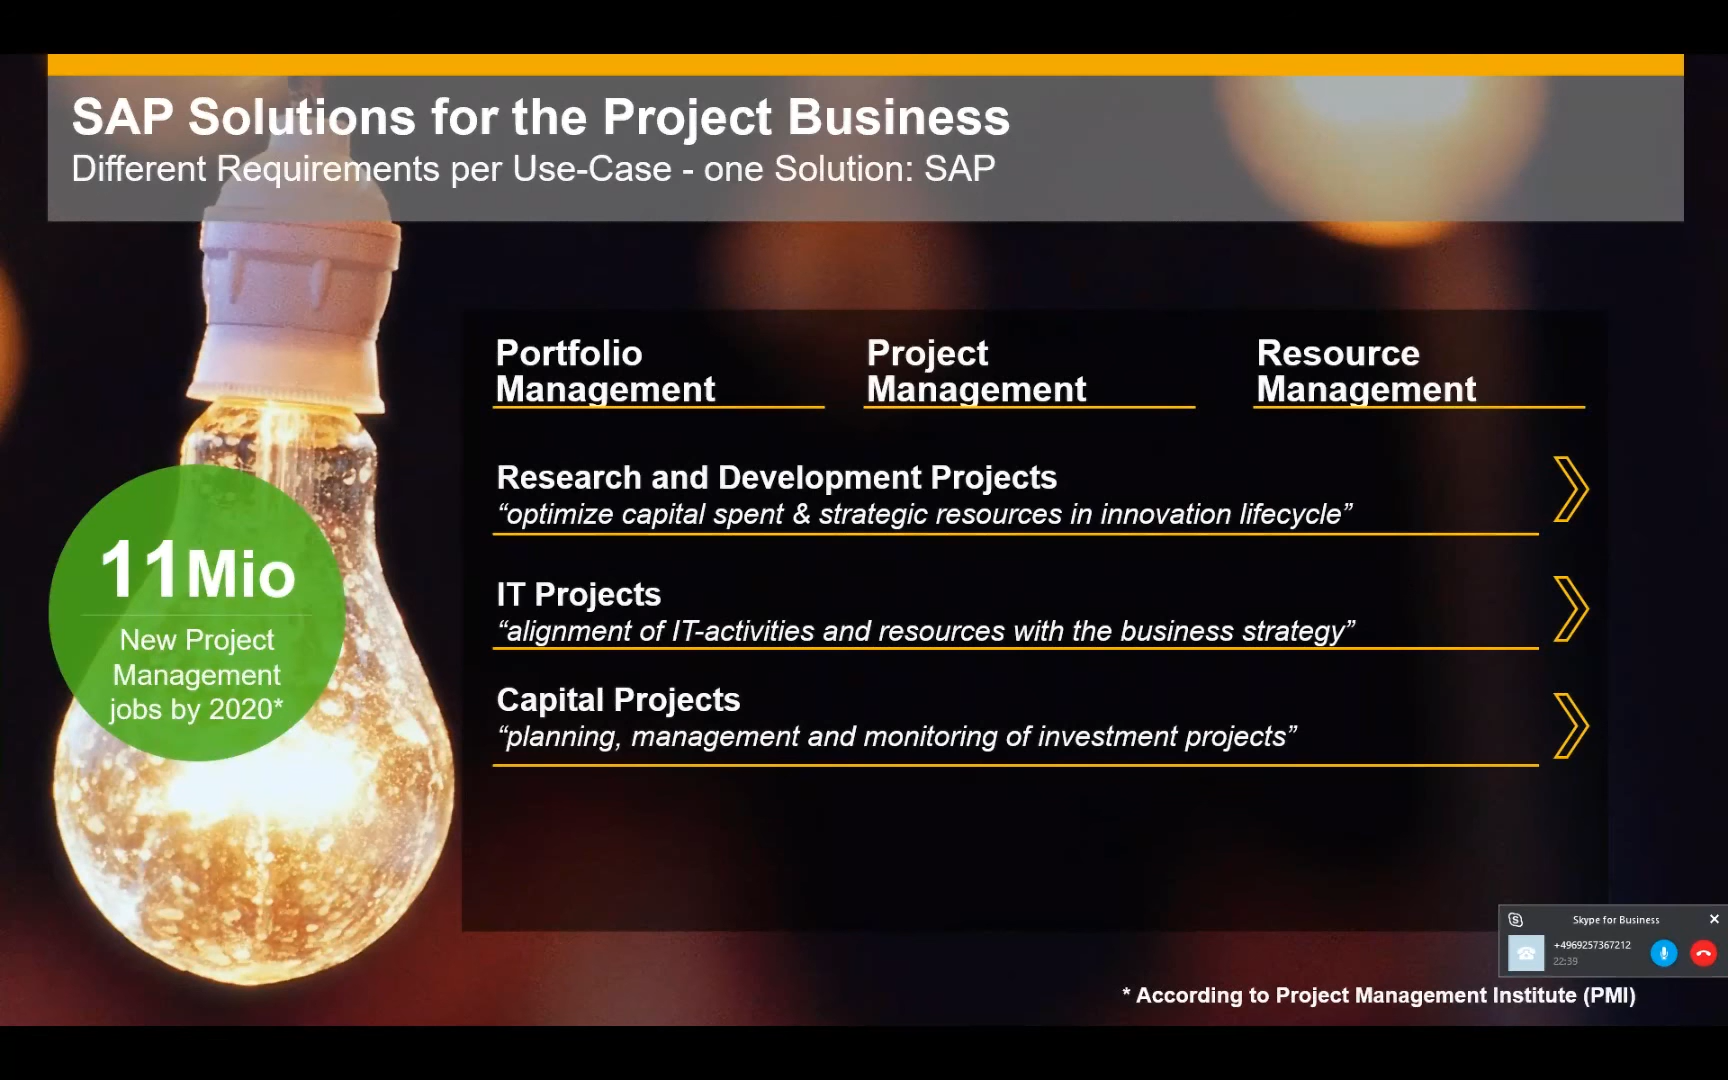 SAP Solutions for the Project Business
Different Requirements per Use-Case - one Solution: SAP
Portfolio
Management
Project
Management
Resource
Management
Research and Development Projects
“optimize capital spent & strategic resources in innovation lifecycle”
IT Projects
“alignment of IT-activities and resources with the business strategy”
Capital Projects
“planning, management and monitoring of investment projects”
11Mio
New Project
Management
jobs by 2020*
Skype for Business
+4969257367212
22:39
* According to Project Management Institute (PMI)